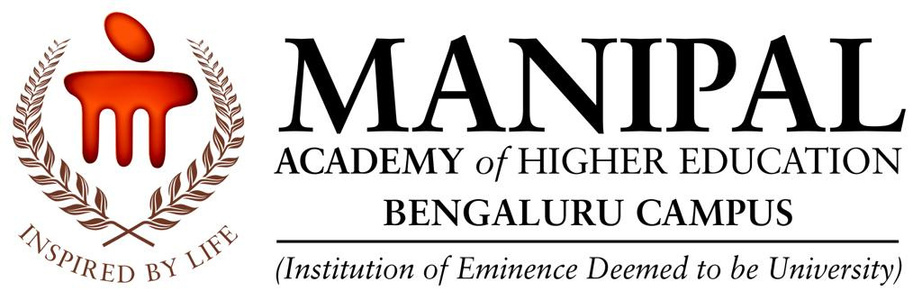 INSPIRED BY LIFE
MANIPAL
ACADEMY of HIGHER EDUCATION
BENGALURU CAMPUS
(Institution of Eminence Deemed to be University)